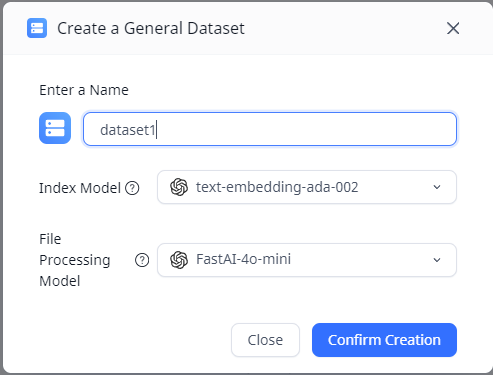 Create a General Dataset
Enter a Name
dataset1
Index Model
text-embedding-ada-002
File
Processing
Model
FastAI-4o-mini
Close
Confirm Creation